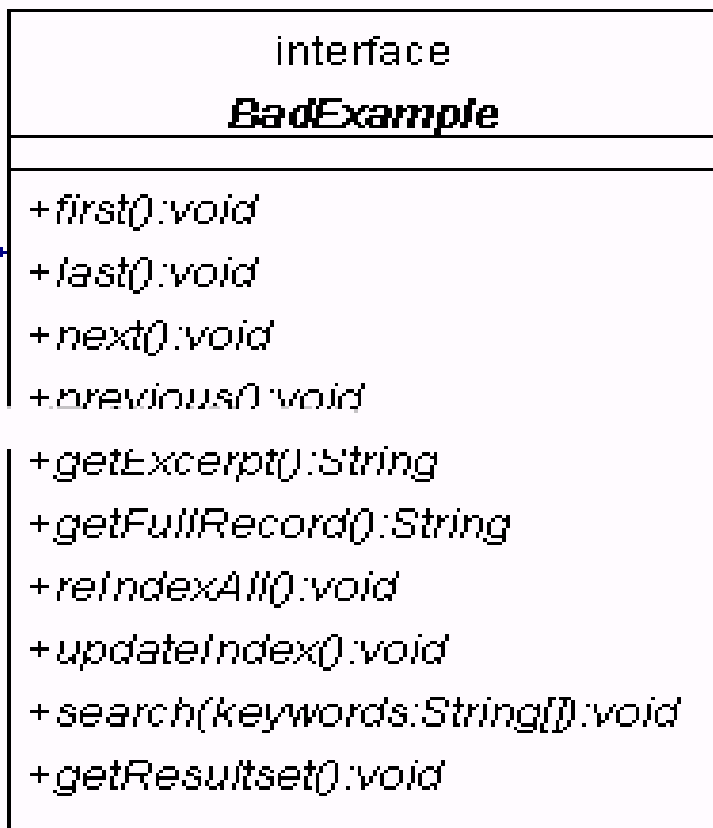 interface
BadExample
+first():void
+last():void
+next():void
+previous():void
+getExcerpt():String
+getFullRecord():String
+reIndexAll():void
+updateIndex():void
+search(keywords:String[]):void
+getResultset():void